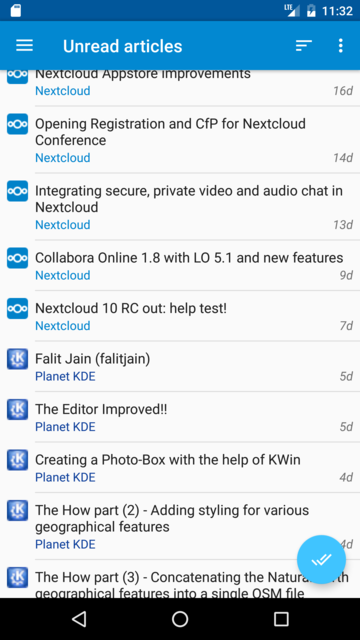 LTE 11:32
Unread articles
Nextcloud Appstore Improvements
Nextcloud 16d
Opening Registration and CfP for Nextcloud
Conference
Nextcloud 14d
Integrating secure, private video and audio chat in
Nextcloud
Nextcloud 13d
Collabora Online 1.8 with LO 5.1 and new features
Nextcloud 9d
Nextcloud 10 RC out: help test!
Nextcloud 7d
Falit Jain (falitjain)
Planet KDE 5d
The Editor Improved!!
Planet KDE 5d
Creating a Photo-Box with the help of KWin
Planet KDE 4d
The How part (2) - Adding styling for various
geographical features
Planet KDE 4d
The How part (3) - Concatenating the Natural
geographical features into a single OSM file